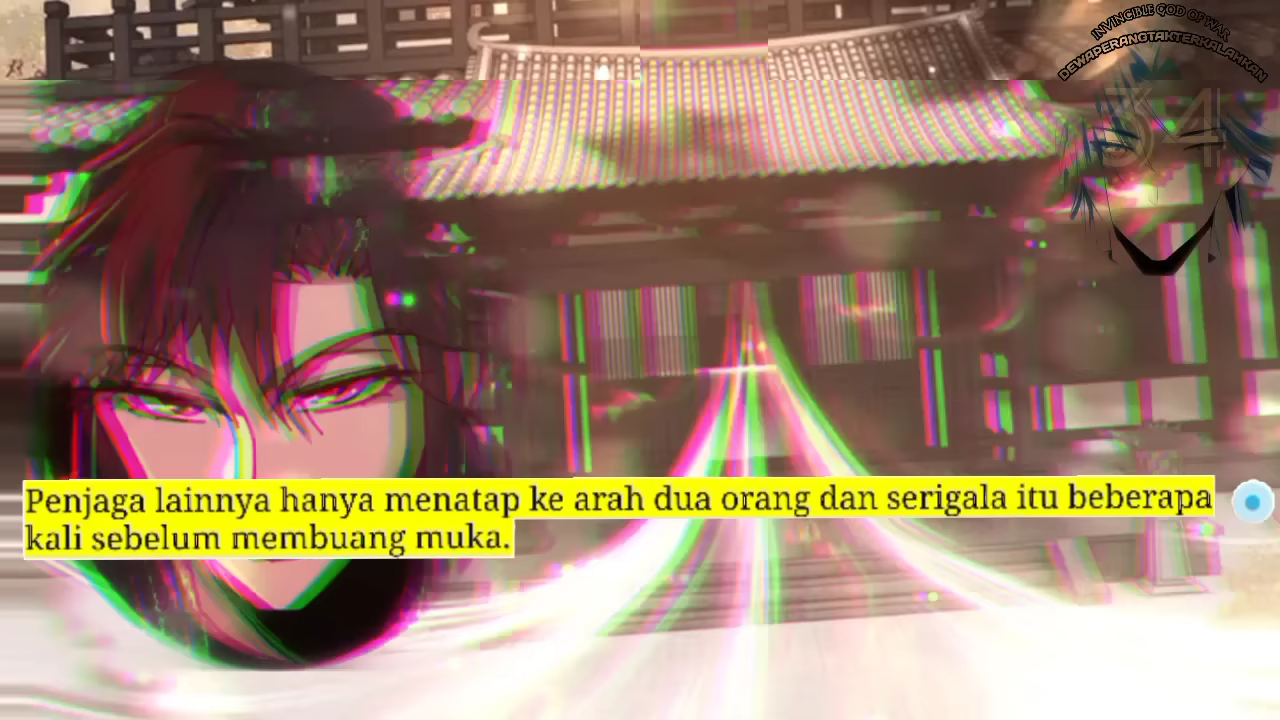 INVINCIBLE GOD OF WAR
DEWAPERANGTAKTERKALAHKAN
34
Penjaga lainnya hanya menatap ke arah dua orang dan serigala itu beberapa
kali sebelum membuang muka.